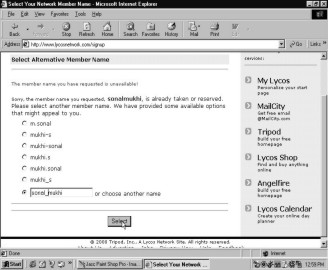 Select Your Network Member Name - Microsoft Internet Explorer
File Edit View Favorites Tools Help
Back Forward Stop Refresh Home Search Favorites History Mail Print Edit
Address http://www.lycosnetwork.com/signup Go Links
Select Alternative Member Name
The member name you have requested is unavailable!
Sorry, the member name you requested, sonalmukhi, is already taken or reserved.
Please select another member name. We have provided some available options
that might appeal to you.
m.sonal
mukhi-s
mukhi-sonal
mukhi.s
mukhi.sonal
mukhi_s
sonal_mukhi or choose another name
Select
© 2000 Tripod, Inc., A Lycos Network Site. All rights reserved.
services:
My Lycos
Personalize your start
page
MailCity
Get free email
@MailCity.com
Tripod
Build your free
homepage
Lycos Shop
Find and buy anything
online
Angelfire
Build your free
homepage
Lycos Calendar
Create your online day
planner
Done Internet
Start Jasc Paint Shop Pro - Ima... Select Your Network ... 12:59 PM